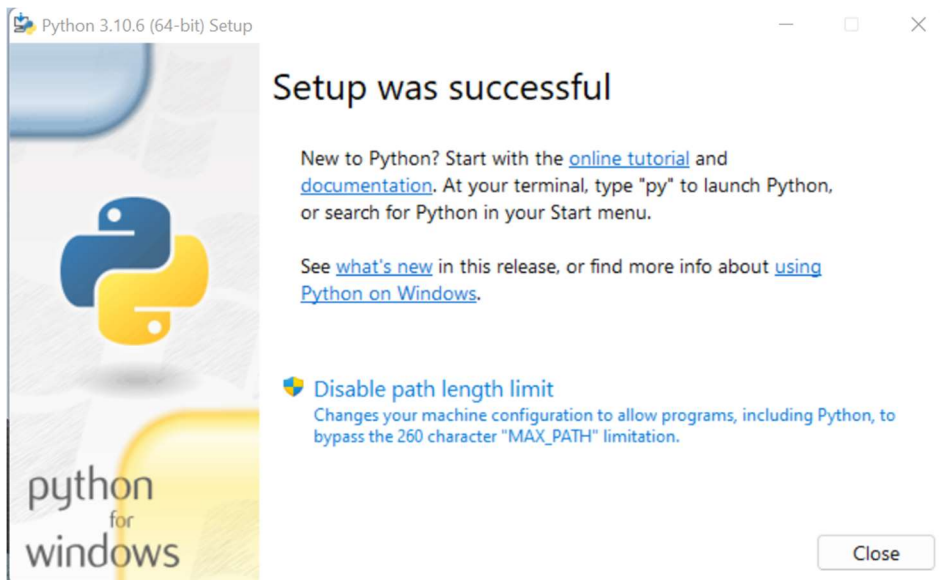 Python 3.10.6 (64-bit) Setup
Setup was successful
New to Python? Start with the online tutorial and
documentation. At your terminal, type "py" to launch Python,
or search for Python in your Start menu.
See what's new in this release, or find more info about using
Python on Windows.
Disable path length limit
Changes your machine configuration to allow programs, including Python, to
bypass the 260 character "MAX_PATH" limitation.
python
for
windows
Close